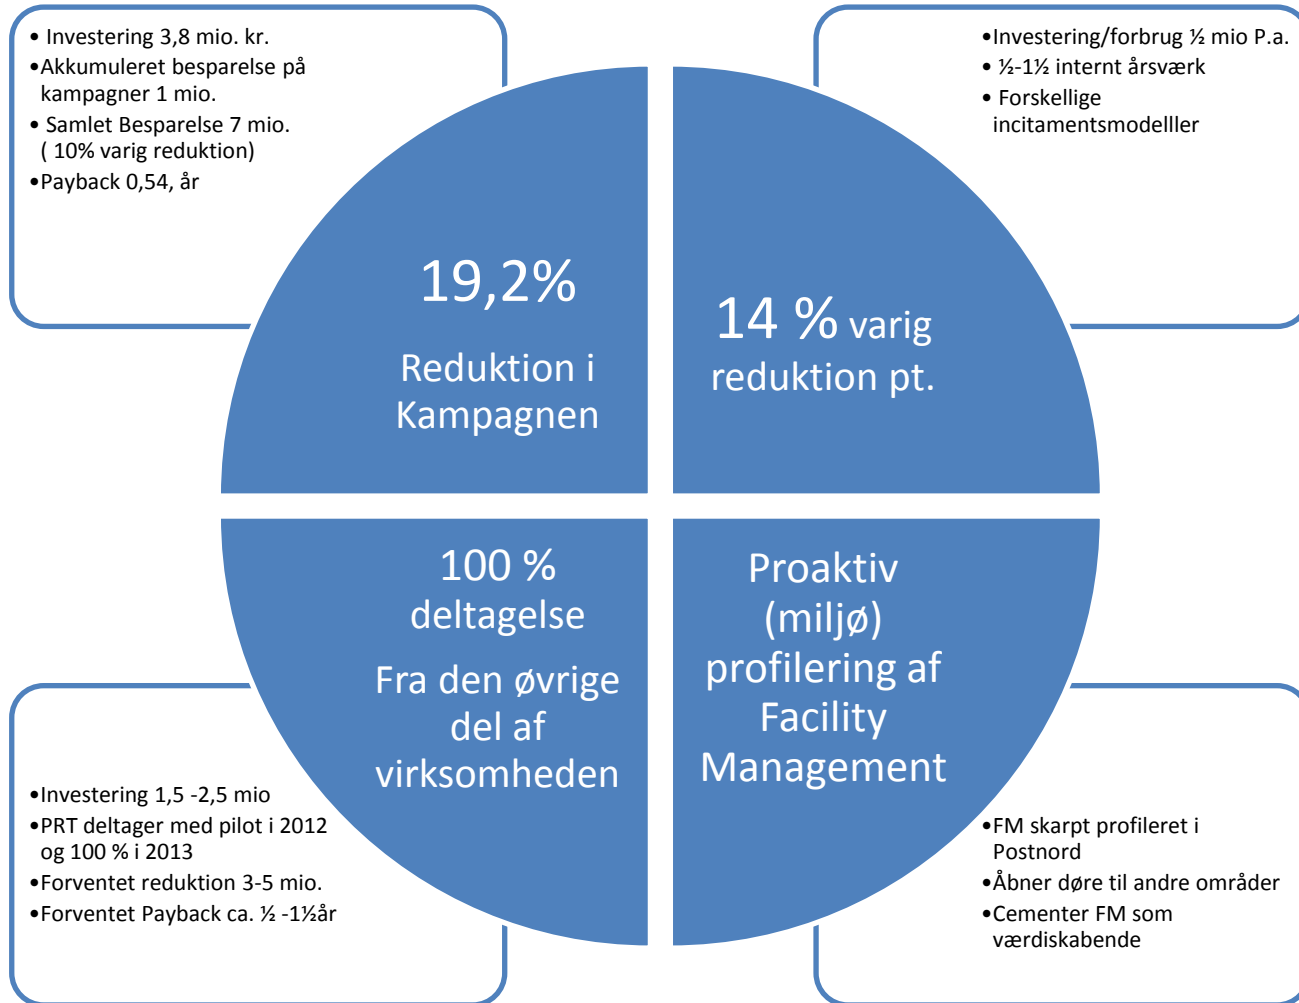 • Investering 3,8 mio. kr.
•Akkumuleret besparelse på
kampagner 1 mio.
• Samlet Besparelse 7 mio.
( 10% varig reduktion)
•Payback 0,54, år
•Investering/forbrug ½ mio P.a.
• ½-1½ internt årsværk
• Forskellige
incitamentsmodelller
19,2%
Reduktion i
Kampagnen
14 % varig
reduktion pt.
100 %
deltagelse
Fra den øvrige
del af
virksomheden
Proaktiv
(miljø)
profilering af
Facility
Management
•Investering 1,5 -2,5 mio
•PRT deltager med pilot i 2012
og 100 % i 2013
•Forventet reduktion 3-5 mio.
•Forventet Payback ca. ½ -1½år
•FM skarpt profileret i
Postnord
•Åbner døre til andre områder
•Cementer FM som
værdiskabende